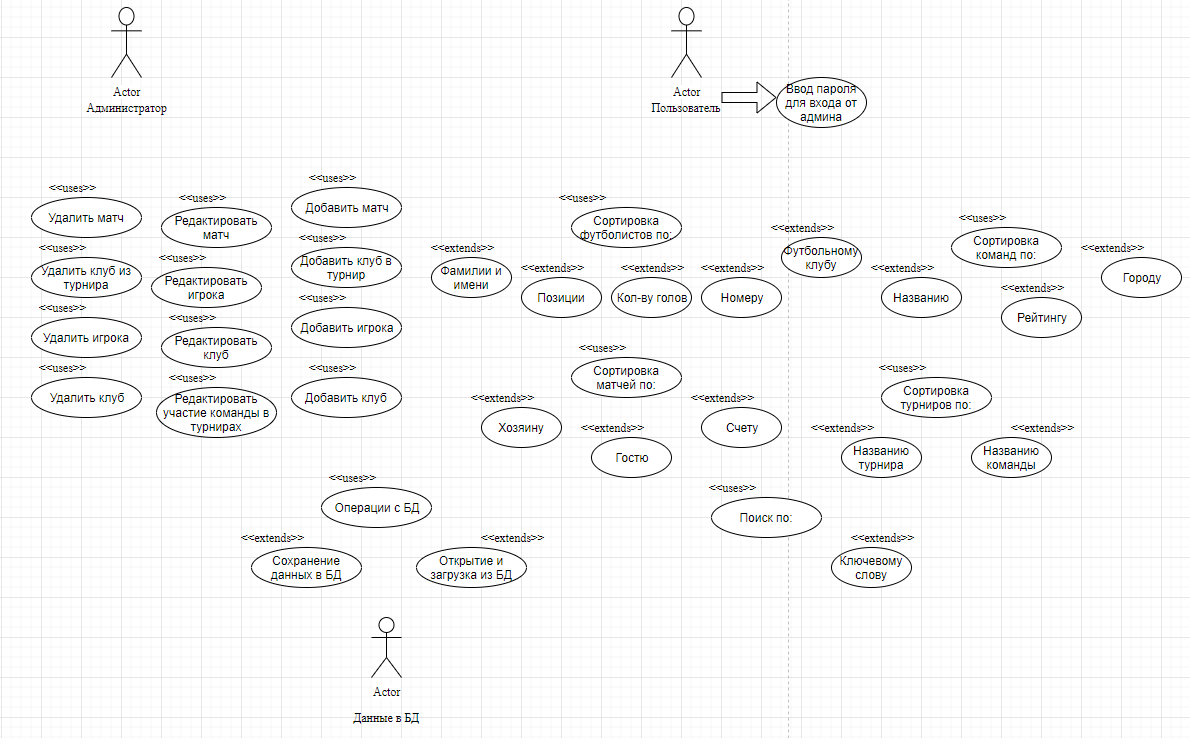 Actor
Администратор
Actor
Пользователь
Ввод пароля
для входа от
админа
<<uses>>
Удалить матч
<<uses>>
Удалить клуб из
турнира
<<uses>>
Удалить игрока
<<uses>>
Удалить клуб
<<uses>>
Редактировать
матч
<<uses>>
Редактировать
игрока
<<uses>>
Редактировать
клуб
<<uses>>
Редактировать
участие команды в
турнирах
<<uses>>
Добавить матч
<<uses>>
Добавить клуб в
турнир
<<uses>>
Добавить игрока
<<uses>>
Добавить клуб
<<uses>>
Сортировка
футболистов по:
<<extends>>
Фамилии и
имени
<<extends>>
Позиции
<<extends>>
Кол-ву голов
<<extends>>
Номеру
<<extends>>
Футбольному
клубу
<<uses>>
Сортировка
команд по:
<<extends>>
Названию
<<extends>>
Рейтингу
<<extends>>
Городу
<<uses>>
Сортировка
матчей по:
<<extends>>
Хозяину
<<extends>>
Гостю
<<extends>>
Счету
<<uses>>
Сортировка
турниров по:
<<extends>>
Названию
турнира
<<extends>>
Названию
команды
<<uses>>
Операции с БД
<<extends>>
Сохранение
данных в БД
<<extends>>
Открытие и
загрузка из БД
<<uses>>
Поиск по:
<<extends>>
Ключевому
слову
Actor
Данные в БД